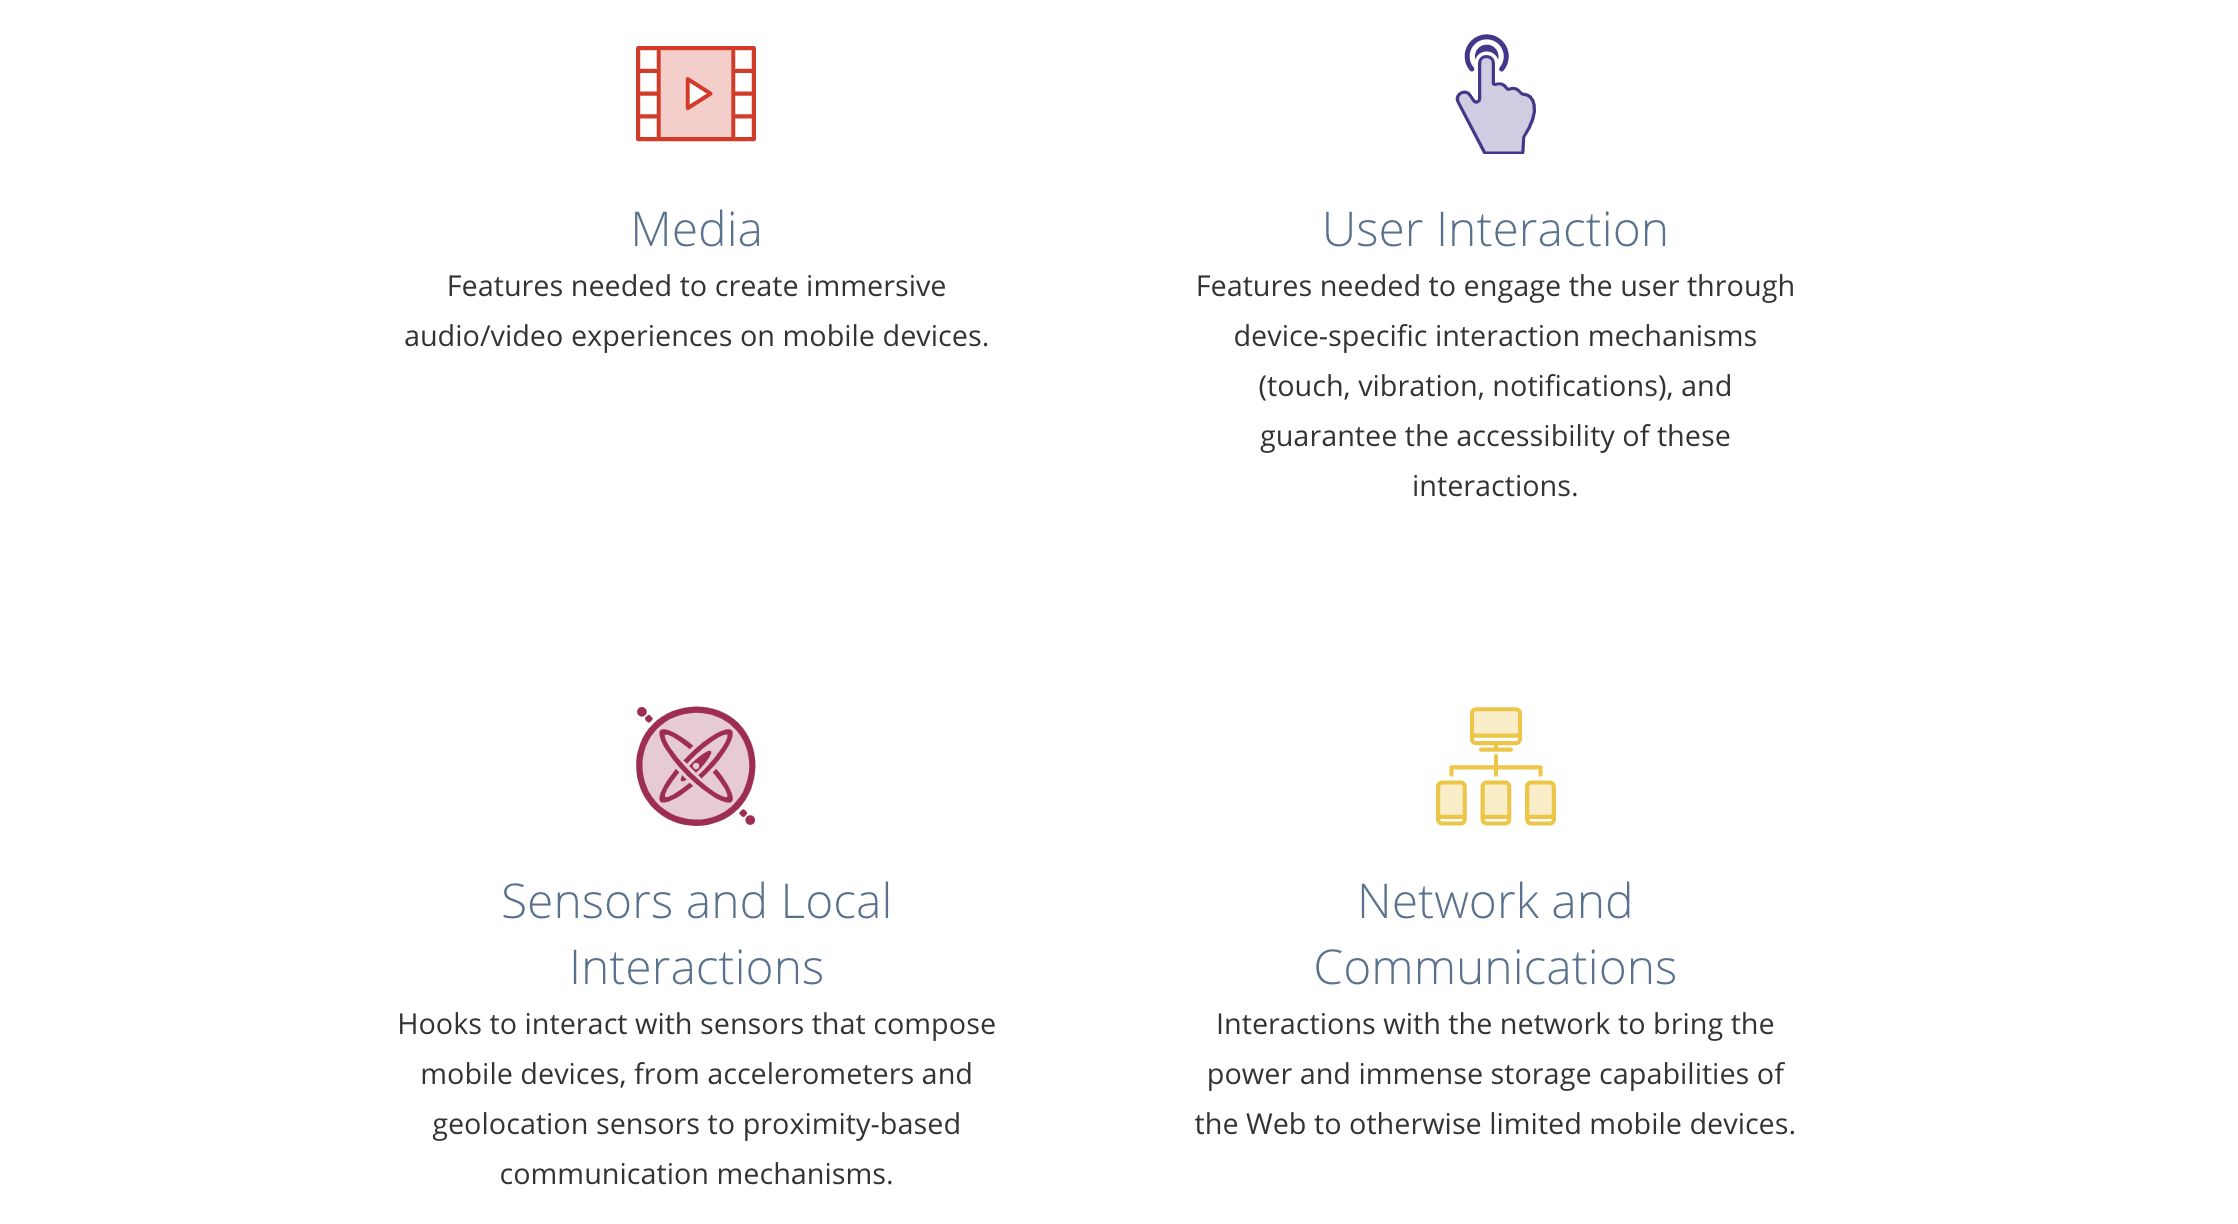 Media
Features needed to create immersive
audio/video experiences on mobile devices.
User Interaction
Features needed to engage the user through
device-specific interaction mechanisms
(touch, vibration, notifications), and
guarantee the accessibility of these
interactions.
Sensors and Local
Interactions
Hooks to interact with sensors that compose
mobile devices, from accelerometers and
geolocation sensors to proximity-based
communication mechanisms.
Network and
Communications
Interactions with the network to bring the
power and immense storage capabilities of
the Web to otherwise limited mobile devices.